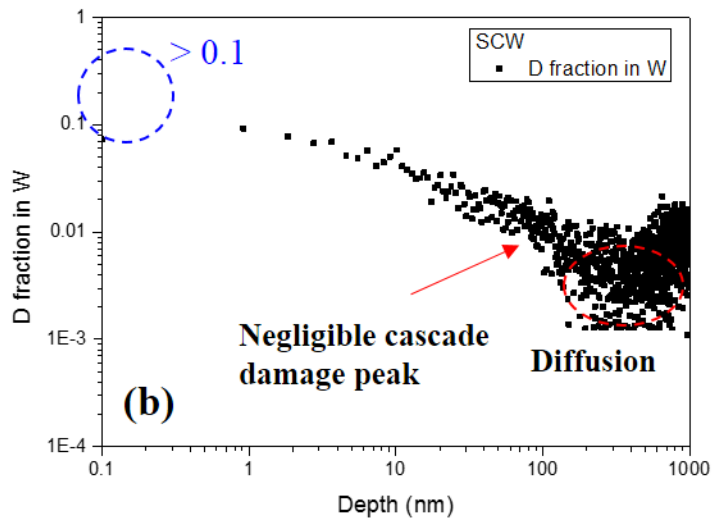 1
0.1
0.01
1E-3
1E-4
D fraction in W
> 0.1
SCW
D fraction in W
Negligible cascade
damage peak
Diffusion
(b)
0.1
1
10
100
1000
Depth (nm)